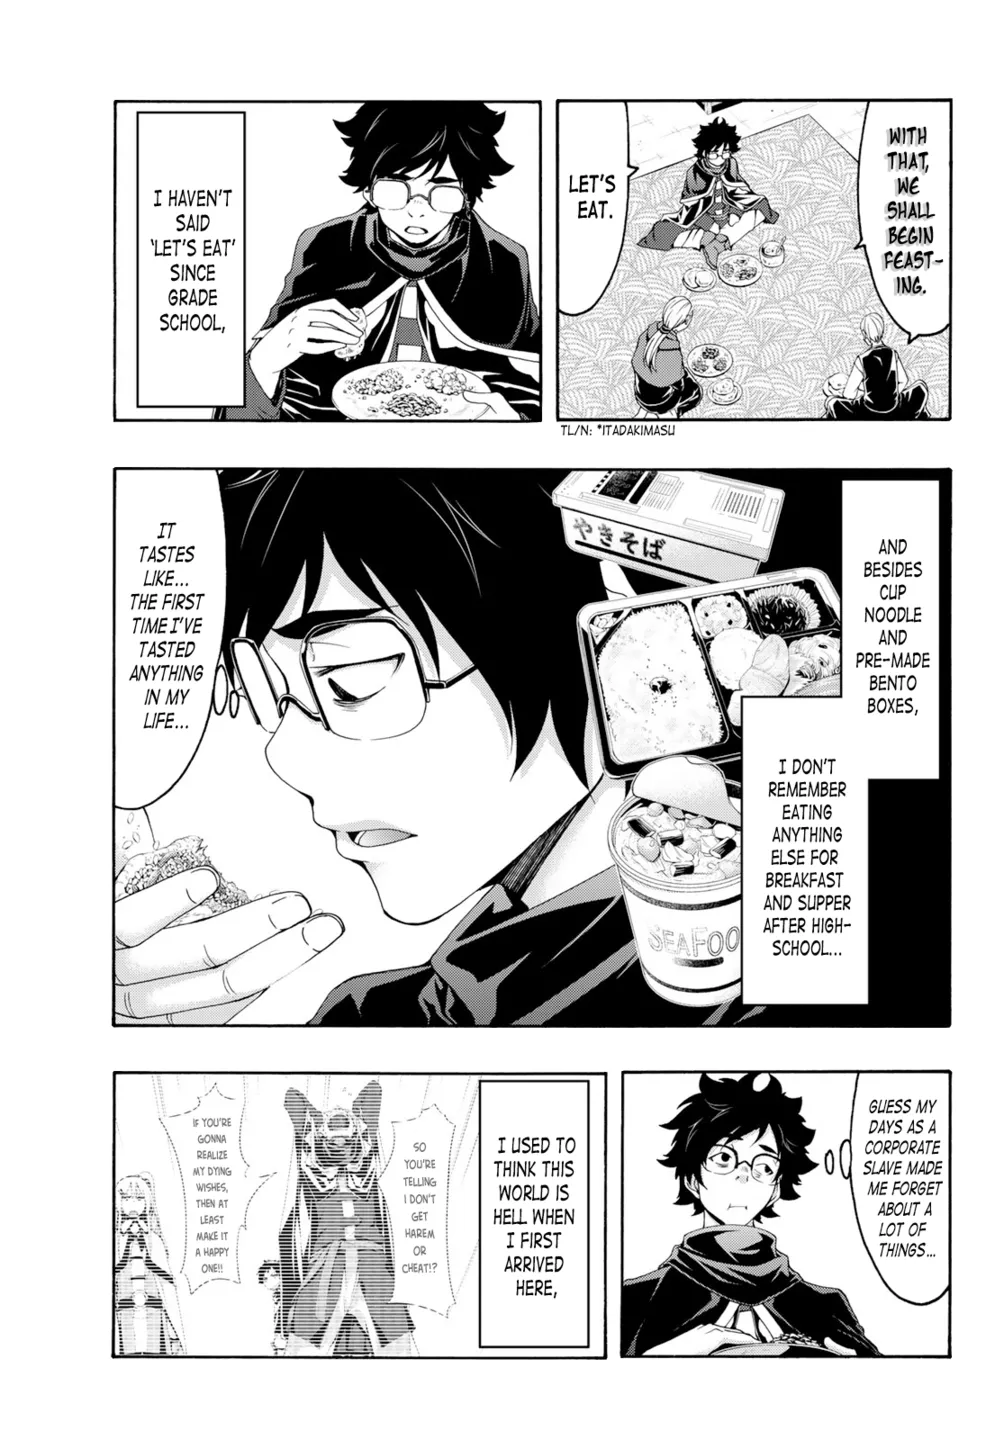 WITH
THAT,
WE
SHALL
BEGIN
FEAST-
ING.
LET'S
EAT.
TL/N: *ITADAKIMASU
I HAVEN'T
SAID
'LET'S EAT'
SINCE
GRADE
SCHOOL,
やきそば
AND
BESIDES
CUP
NOODLE
AND
PRE-MADE
BENTO
BOXES,
I DON'T
REMEMBER
EATING
ANYTHING
ELSE FOR
BREAKFAST
AND SUPPER
AFTER HIGH-
SCHOOL...
SEAFOO
IT
TASTES
LIKE...
THE FIRST
TIME I'VE
TASTED
ANYTHING
IN MY
LIFE...
GUESS MY
DAYS AS A
CORPORATE
SLAVE MADE
ME FORGET
ABOUT A
LOT OF
THINGS...
I USED TO
THINK THIS
WORLD IS
HELL WHEN
I FIRST
ARRIVED
HERE,
SO
YOU'RE
TELLING
I DON'T
GET
HAREM
OR
CHEAT!?
IF YOU'RE
GONNA
REALIZE
MY DYING
WISHES,
THEN AT
LEAST
MAKE IT
A HAPPY
ONE!!